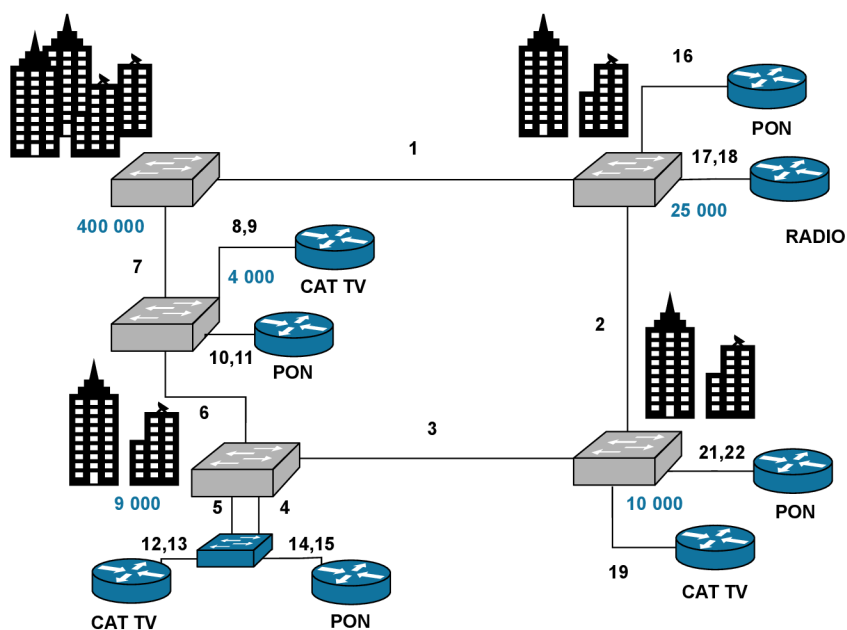 16
PON
1
17,18
400 000
25 000
RADIO
8,9
7
4 000
CAT TV
10,11
PON
2
6
3
21,22
9 000
5
4
10 000
PON
12,13
14,15
19
CAT TV
PON
CAT TV